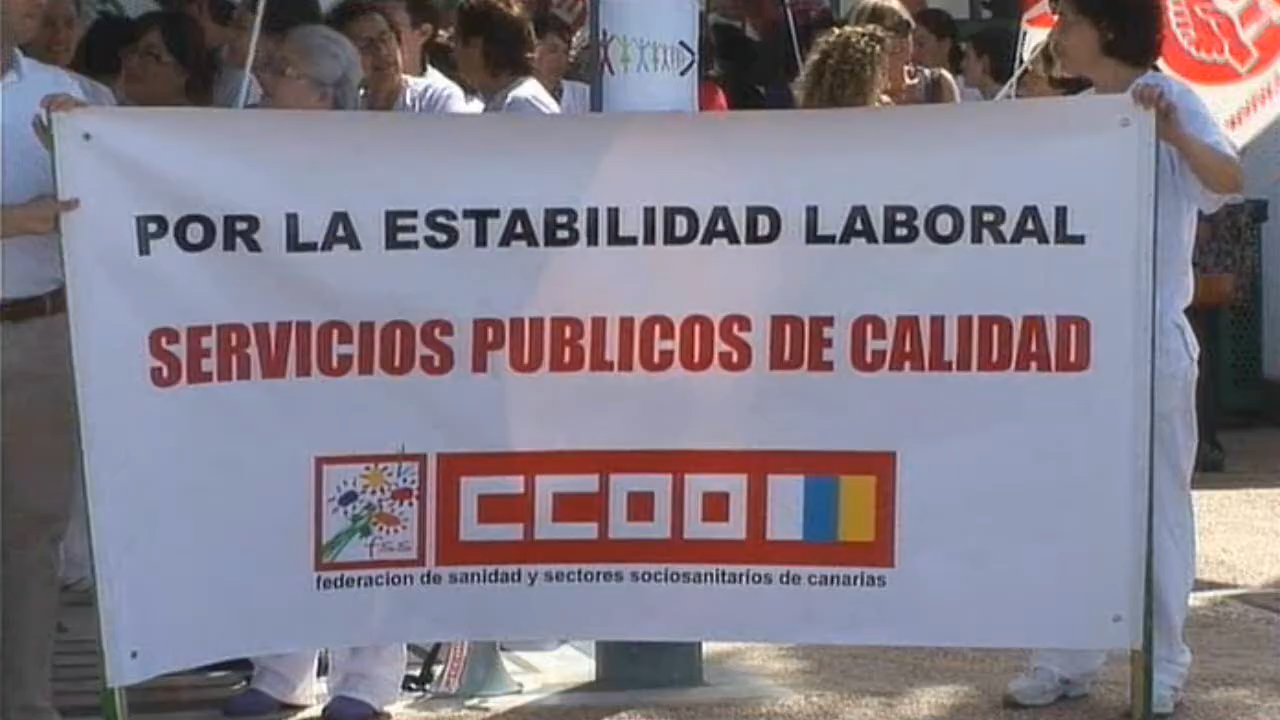 POR LA ESTABILIDAD LABORAL
SERVICIOS PUBLICOS DE CALIDAD
CCOO
federacion de sanidad y sectores sociosanitarios de canarias